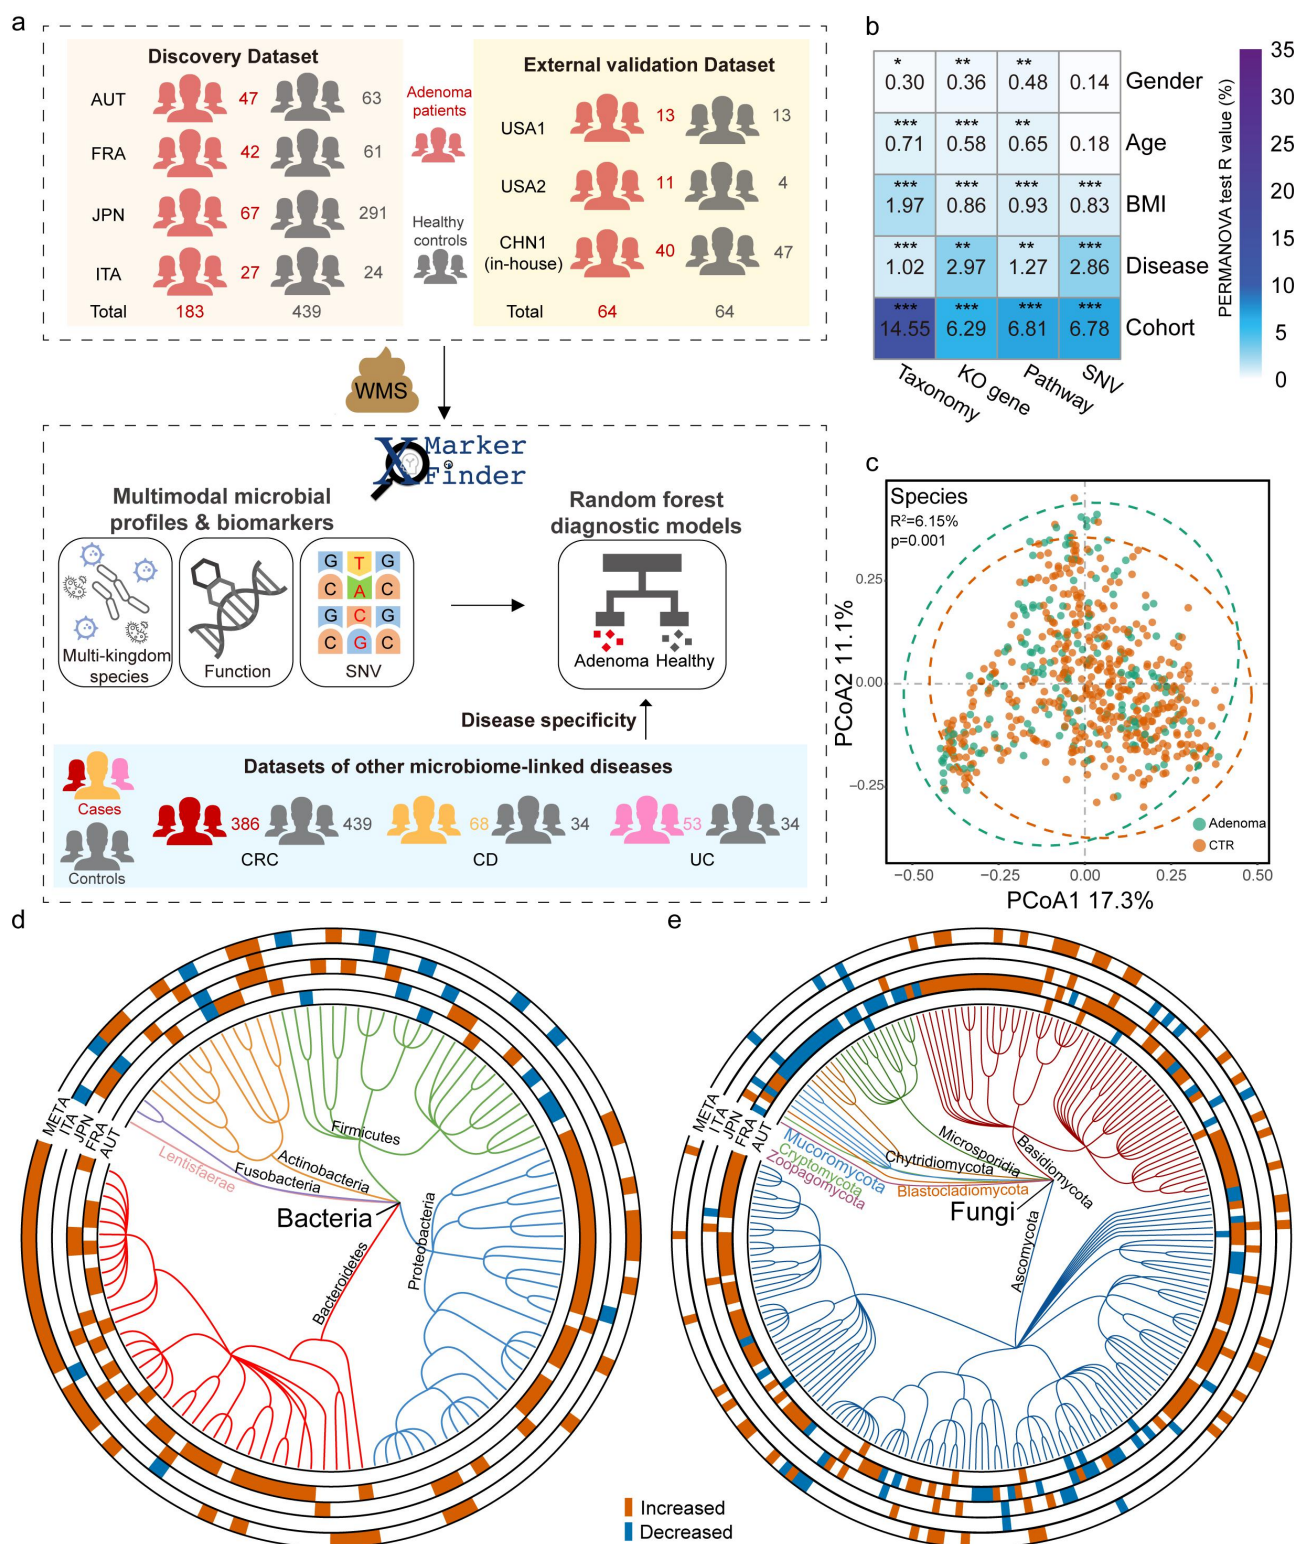 a
Discovery Dataset
AUT 47 63
FRA 42 61
JPN 67 291
ITA 27 24
Total 183 439
Adenoma
patients
Healthy
controls
External validation Dataset
USA1 13 13
USA2 11 4
CHN1
(in-house) 40 47
Total 64 64
WMS
X Marker
Finder
Multimodal microbial
profiles & biomarkers
Multi-kingdom
species
Function
G T G
C A C
G C G
C G C
SNV
Random forest
diagnostic models
Adenoma Healthy
Disease specificity
Datasets of other microbiome-linked diseases
Cases
Controls
386 439
CRC
68 34
CD
53 34
UC
b
* ** **
0.30 0.36 0.48 0.14 Gender
*** *** **
0.71 0.58 0.65 0.18 Age
*** *** *** ***
1.97 0.86 0.93 0.83 BMI
*** ** ** ***
1.02 2.97 1.27 2.86 Disease
*** *** *** ***
14.55 6.29 6.81 6.78 Cohort
Taxonomy
KO gene
Pathway
SNV
PERMANOVA test R value (%)
35
30
25
20
15
10
5
0
c
Species
R²=6.15%
p=0.001
PCoA2 11.1%
0.25
0.00
−0.25
Adenoma
CTR
−0.50 −0.25 0.00 0.25 0.50
PCoA1 17.3%
d
META
ITA
JPN
FRA
AUT
Firmicutes
Actinobacteria
Fusobacteria
Lentisfaerae
Bacteria
Proteobacteria
Bacteroidetes
e
META
ITA
JPN
FRA
AUT
Mucoromycota
Cryptomycota
Zoopagomycota
Microsporidia
Chytridiomycota
Blastocladiomycota
Basidiomycota
Fungi
Ascomycota
Increased
Decreased